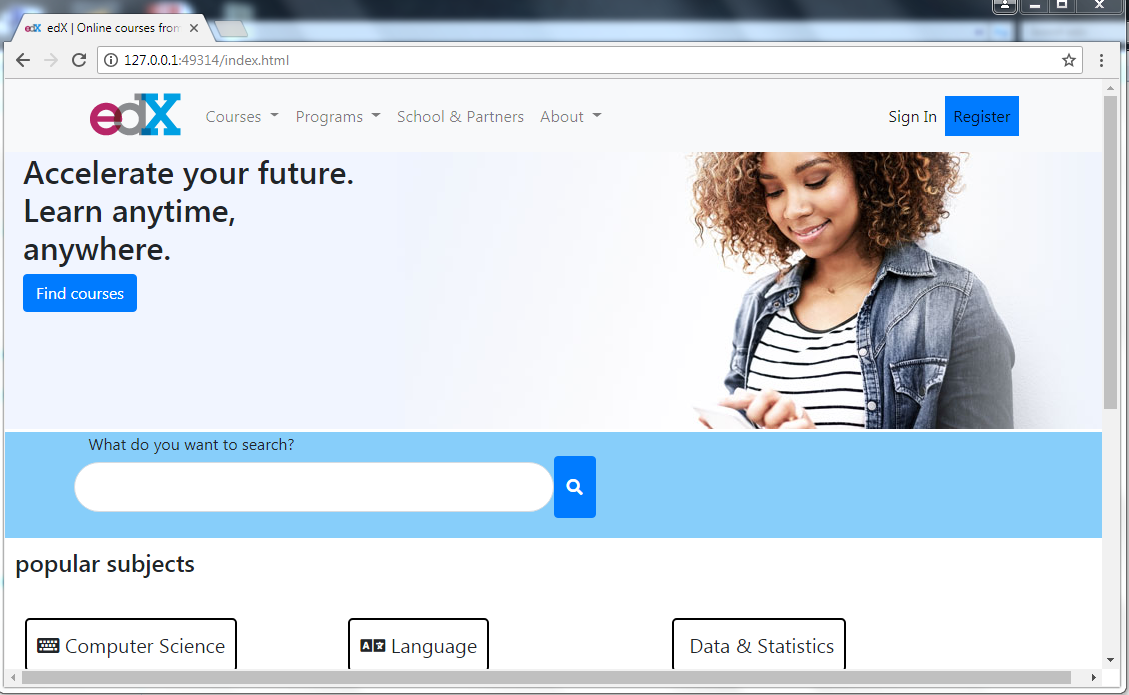 edX edX | Online courses from
127.0.0.1:49314/index.html
edX Courses Programs School & Partners About Sign In Register
Accelerate your future.
Learn anytime,
anywhere.
Find courses
What do you want to search?
popular subjects
Computer Science A Language Data & Statistics